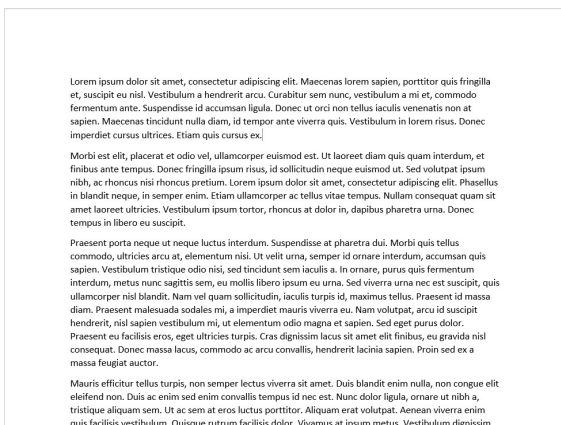 Lorem ipsum dolor sit amet, consectetur adipiscing elit. Maecenas lorem sapien, porttitor quis fringilla
et, suscipit eu nisl. Vestibulum a hendrerit arcu. Curabitur sem nunc, vestibulum a mi et, commodo
fermentum ante. Suspendisse id accumsan ligula. Donec ut orci non tellus iaculis venenatis non at
sapien. Maecenas tincidunt nulla diam, id tempor ante viverra quis. Vestibulum in lorem risus. Donec
imperdiet cursus ultrices. Etiam quis cursus ex.
Morbi est elit, placerat et odio vel, ullamcorper euismod est. Ut laoreet diam quis quam interdum, et
finibus ante tempus. Donec fringilla ipsum risus, id sollicitudin neque euismod ut. Sed volutpat ipsum
nibh, ac rhoncus nisi rhoncus pretium. Lorem ipsum dolor sit amet, consectetur adipiscing elit. Phasellus
in blandit neque, in semper enim. Etiam ullamcorper ac tellus vitae tempus. Nullam consequat quam sit
amet laoreet ultricies. Vestibulum ipsum tortor, rhoncus at dolor in, dapibus pharetra urna. Donec
tempus in libero eu suscipit.
Praesent porta neque ut neque luctus interdum. Suspendisse at pharetra dui. Morbi quis tellus
commodo, ultricies arcu at, elementum nisi. Ut velit urna, semper id ornare interdum, accumsan quis
sapien. Vestibulum tristique odio nisi, sed tincidunt sem iaculis a. In ornare, purus quis fermentum
interdum, metus nunc sagittis sem, eu mollis libero ipsum eu urna. Sed viverra urna nec est suscipit, quis
ullamcorper nisl blandit. Nam vel quam sollicitudin, iaculis turpis id, maximus tellus. Praesent id massa
diam. Praesent malesuada sodales mi, a imperdiet mauris viverra eu. Nam volutpat, arcu id suscipit
hendrerit, nisl sapien vestibulum mi, ut elementum odio magna et sapien. Sed eget purus dolor.
Praesent eu facilisis eros, eget ultricies turpis. Cras dignissim lacus sit amet elit finibus, eu gravida nisl
consequat. Donec massa lacus, commodo ac arcu convallis, hendrerit lacinia sapien. Proin sed ex a
massa feugiat auctor.
Mauris efficitur tellus turpis, non semper lectus viverra sit amet. Duis blandit enim nulla, non congue elit
eleifend non. Duis ac enim sed enim convallis tempus id nec est. Nunc dolor ligula, ornare ut nibh a,
tristique aliquam sem. Ut ac sem at eros luctus porttitor. Aliquam erat volutpat. Aenean viverra enim
quis facilisis vestibulum. Quisque rutrum facilisis dolor. Vivamus at ipsum metus. Vestibulum dignissim